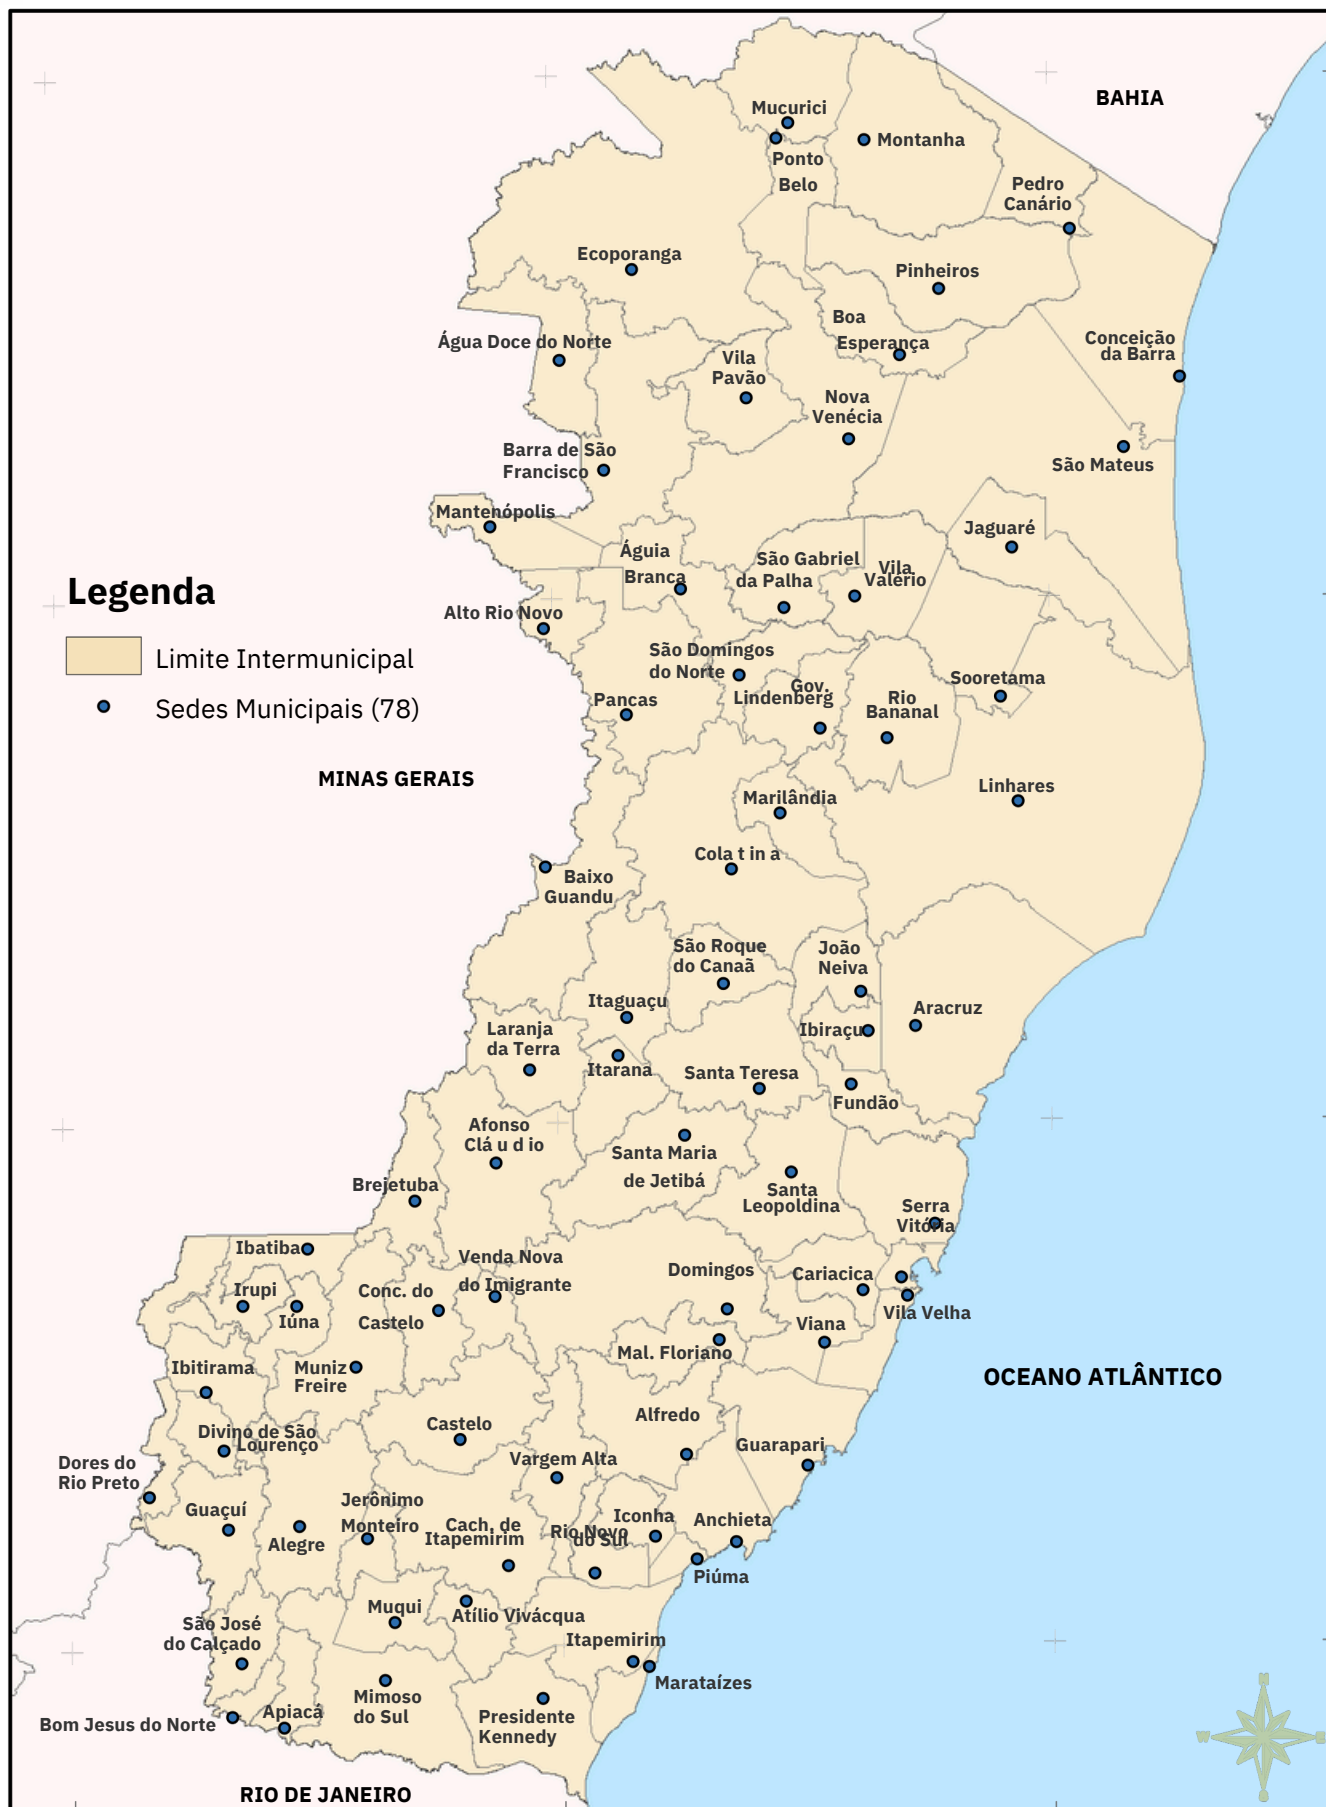 BAHIA
Mucurici
Montanha
Ponto
Belo
Pedro
Canário
Ecoporanga
Pinheiros
Boa
Esperança
Conceição
da Barra
Água Doce do Norte
Vila
Pavão
Nova
Venécia
Barra de São
Francisco
São Mateus
Mantenópolis
Jaguaré
Águia
Branca
São Gabriel
da Palha
Vila
Valério
Legenda
Limite Intermunicipal
Sedes Municipais (78)
Alto Rio Novo
São Domingos
do Norte
Gov.
Lindenberg
Sooretama
Pancas
Rio
Bananal
MINAS GERAIS
Linhares
Marilândia
Cola t in a
Baixo
Guandu
São Roque
do Canaã
João
Neiva
Itaguaçu
Aracruz
Ibiraçu
Laranja
da Terra
Itarana
Santa Teresa
Fundão
Afonso
Clá u d io
Santa Maria
de Jetibá
Brejetuba
Santa
Leopoldina
Serra
Vitória
Ibatiba
Venda Nova
do Imigrante
Domingos
Cariacica
Irupi
Iúna
Conc. do
Castelo
Vila Velha
Viana
Mal. Floriano
Ibitirama
Muniz
Freire
OCEANO ATLÂNTICO
Alfredo
Castelo
Divino de São
Lourenço
Guarapari
Dores do
Rio Preto
Vargem Alta
Guaçuí
Jerônimo
Monteiro
Alegre
Cach. de
Itapemirim
Rio Novo
do Sul
Iconha
Anchieta
Piúma
Muqui
Atílio Vivácqua
São José
do Calçado
Itapemirim
Marataízes
Mimoso
do Sul
Presidente
Kennedy
Bom Jesus do Norte
Apiacá
RIO DE JANEIRO
W
E
N
S